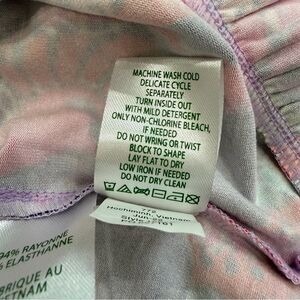 MACHINE WASH COLD
DELICATE CYCLE
SEPARATELY
TURN INSIDE OUT
WITH MILD DETERGENT
ONLY NON-CHLORINE BLEACH,
IF NEEDED
DO NOT WRING OR TWIST
BLOCK TO SHAPE
LAY FLAT TO DRY
LOW IRON IF NEEDED
DO NOT DRY CLEAN
Vietnam
94% RAYONNE
% ELASTHANNE
BRIQUE AU
ETNAM